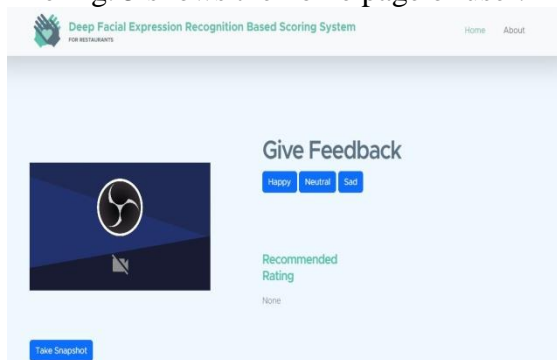 Deep Facial Expression Recognition Based Scoring System
FOR RESTAURANTS
Home About
Give Feedback
Happy Neutral Sad
Recommended
Rating
None
Take Snapshot